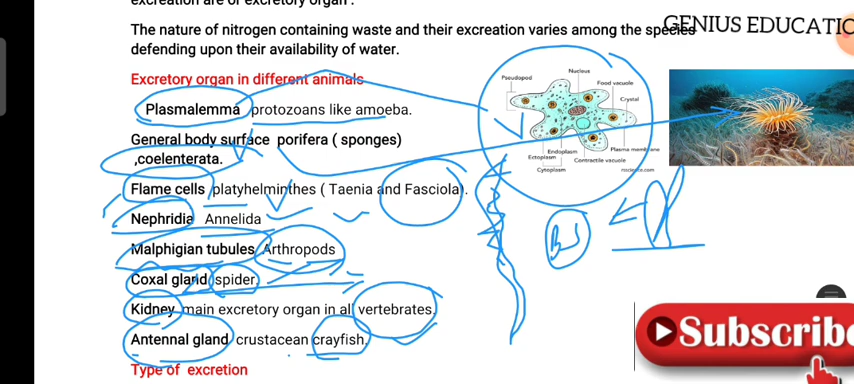 excreation are of excretory organ .
GENIUS EDUCATIO
The nature of nitrogen containing waste and their excreation varies among the species
defending upon their availability of water.
Excretory organ in different animals
Plasmalemma protozoans like amoeba.
General body surface porifera ( sponges)
,coelenterata.
Flame cells platyhelminthes ( Taenia and Fasciola).
Nephridia Annelida
Malphigian tubules Arthropods
Coxal gland spider
Kidney main excretory organ in all vertebrates.
Antennal gland crustacean crayfish.
Type of excretion
Pseudopod
Nucleus
Food vacuole
Crystal
Plasma membrane
Endoplasm
Ectoplasm
Contractile vacuole
Cytoplasm
Subscribe